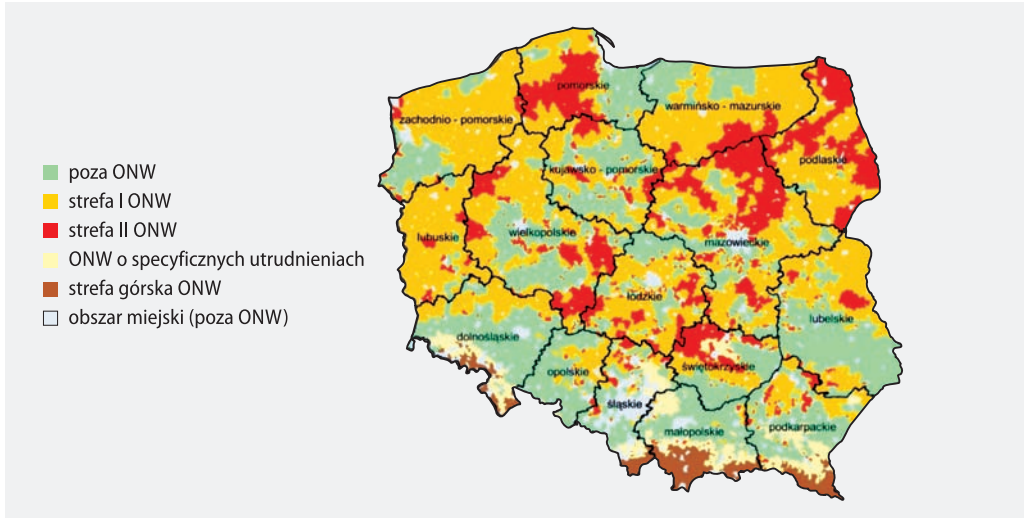 poza ONW
strefa I ONW
strefa II ONW
ONW o specyficznych utrudnieniach
strefa górska ONW
obszar miejski (poza ONW)
pomorskie
warmińsko - mazurskie
zachodnio - pomorskie
podlaskie
kujawsko - pomorskie
wielkopolskie
lubuskie
mazowieckie
łódzkie
lubelskie
dolnośląskie
świętokrzyskie
opolskie
śląskie
podkarpackie
małopolskie